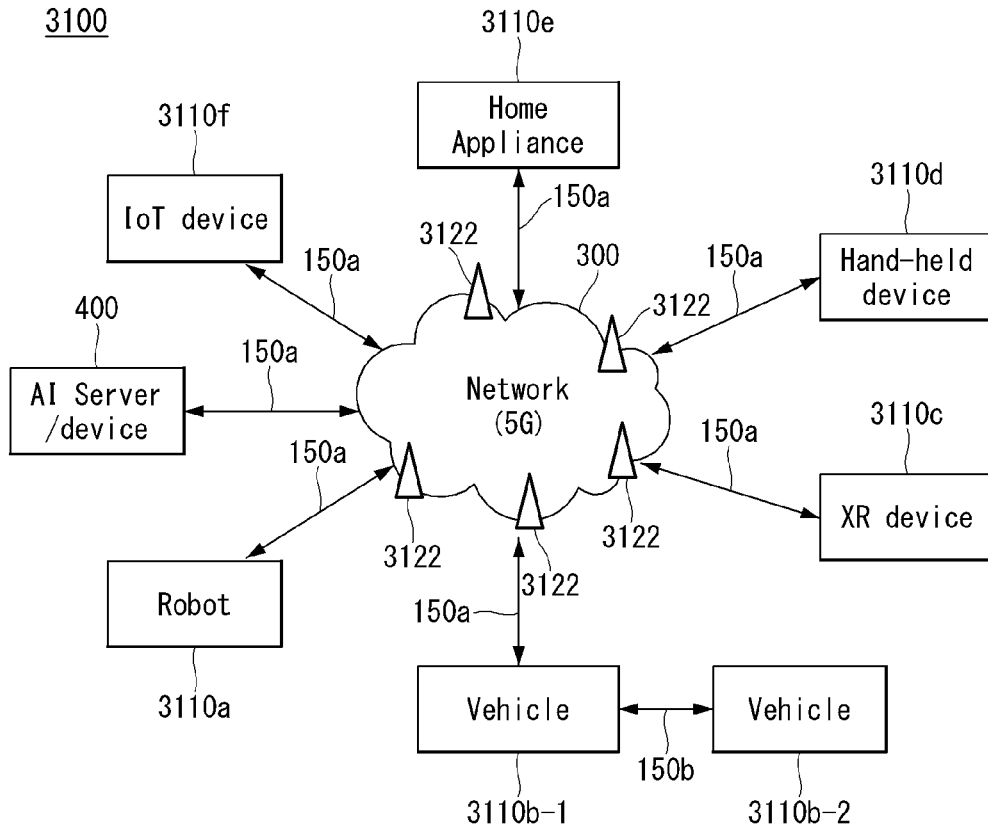 3100
3110e
Home
Appliance
3110f
IoT device
150a
3110d
Hand-held
device
150a
3122
300
150a
3122
150a
400
AI Server
/device
150a
Network
(5G)
3110c
XR device
150a
150a
3122
3122
3122
Robot
3110a
150a
Vehicle
3110b-1
150b
Vehicle
3110b-2